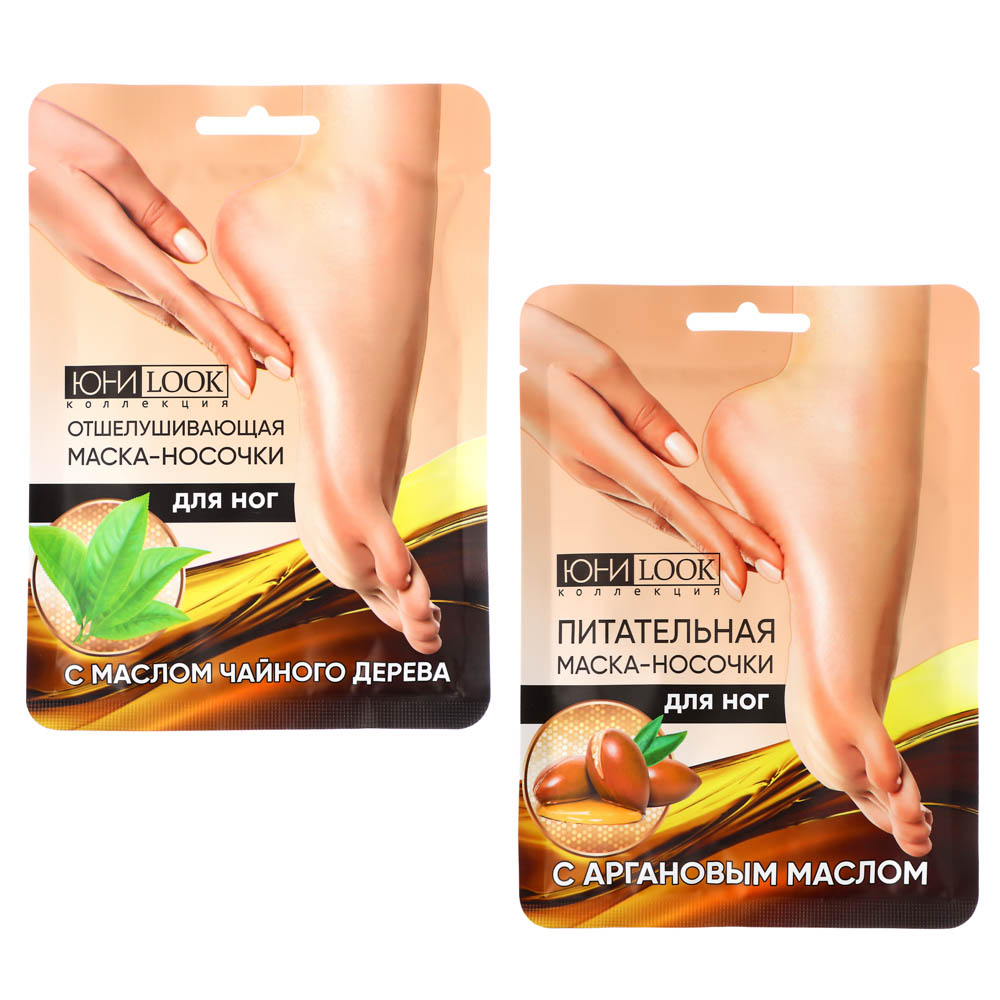 ЮНИ LOOK
коллекция
ОТШЕЛУШИВАЮЩАЯ
МАСКА-НОСОЧКИ
для ног
С МАСЛОМ ЧАЙНОГО ДЕРЕВА
ЮНИ LOOK
коллекция
ПИТАТЕЛЬНАЯ
МАСКА-НОСОЧКИ
для ног
С АРГАНОВЫМ МАСЛОМ